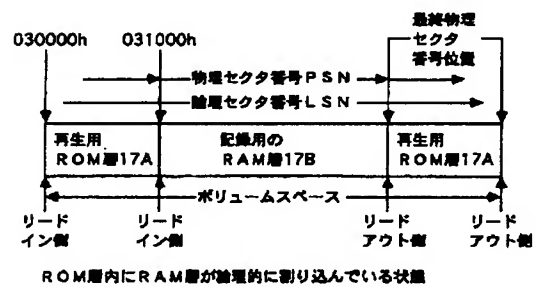 最終物理
セクタ
番号位置
030000h 031000h
物理セクタ番号PSN
論理セクタ番号LSN
再生用
ROM層17A
記録用の
RAM層17B
再生用
ROM層17A
ボリュームスペース
リード
イン側
リード
イン側
リード
アウト側
リード
アウト側
ROM層内にRAM層が論理的に割り込んでいる状態